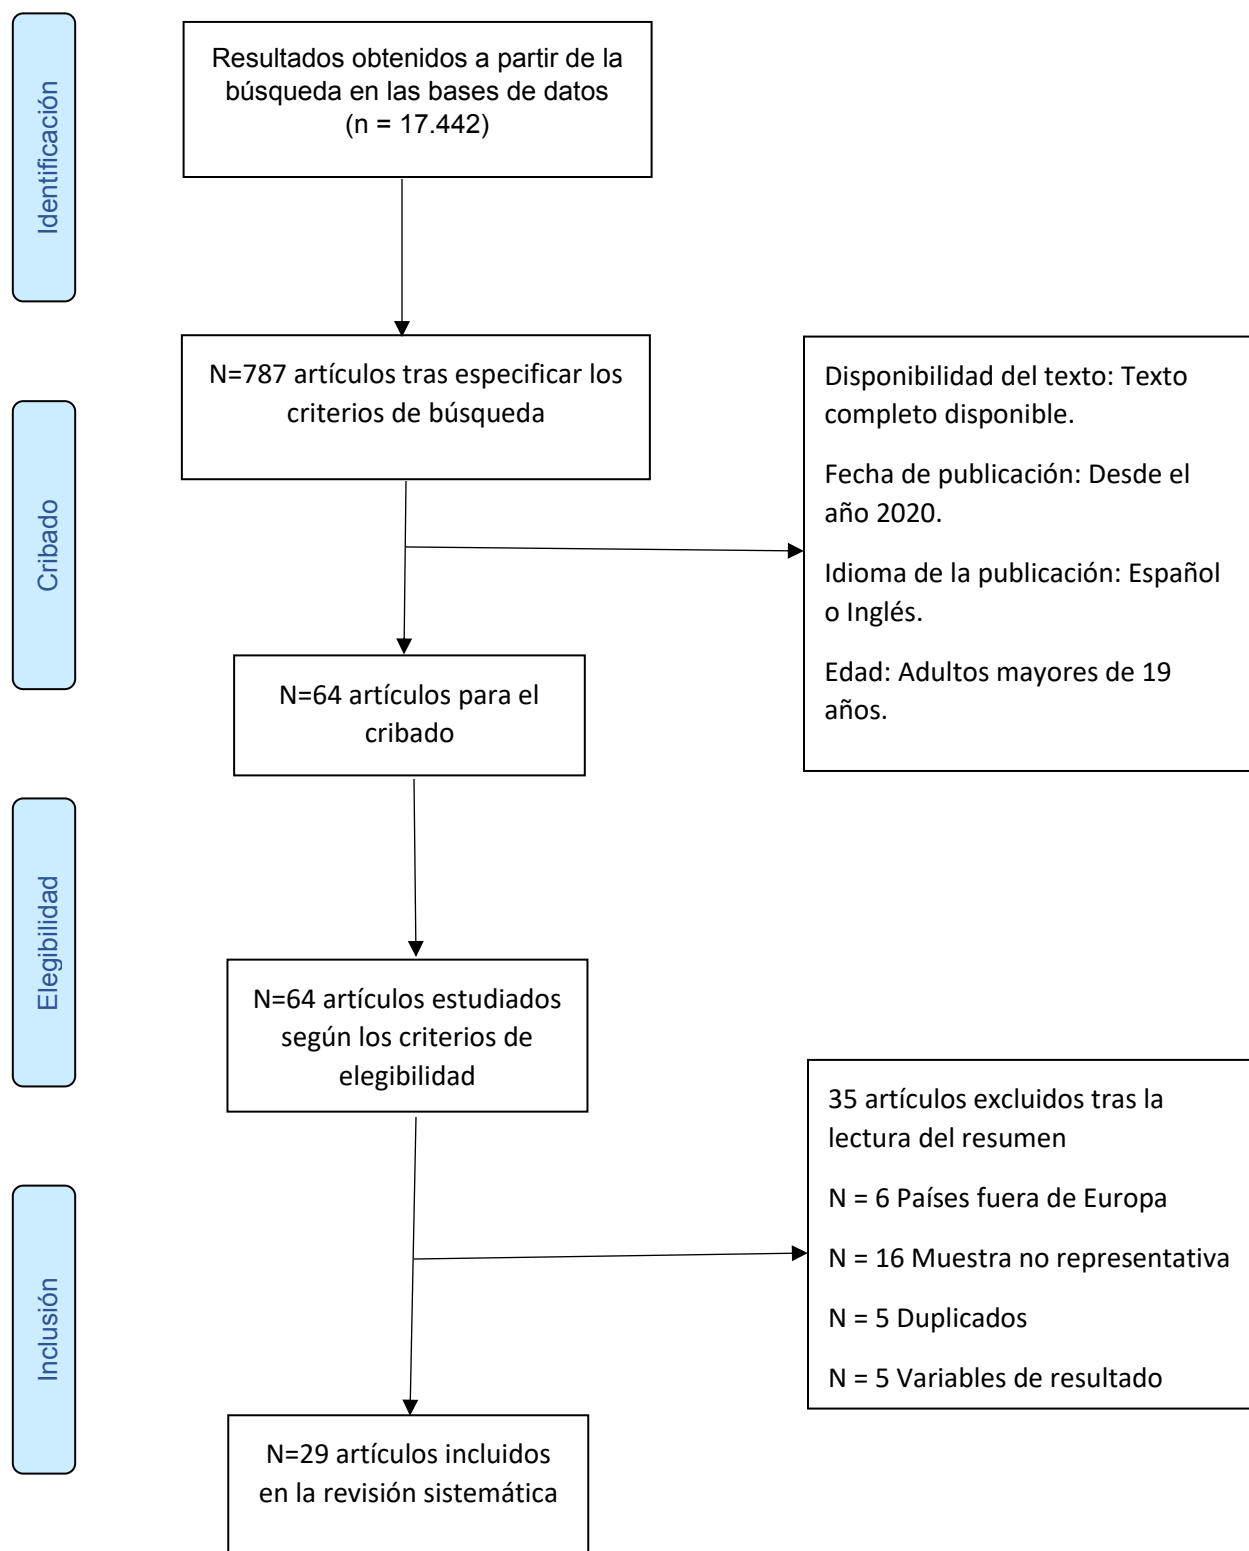 Identificación
Resultados obtenidos a partir de la
búsqueda en las bases de datos
(n = 17.442)
N=787 artículos tras especificar los
criterios de búsqueda
Cribado
Disponibilidad del texto: Texto
completo disponible.
Fecha de publicación: Desde el
año 2020.
Idioma de la publicación: Español
o Inglés.
Edad: Adultos mayores de 19
años.
N=64 artículos para el
cribado
Elegibilidad
N=64 artículos estudiados
según los criterios de
elegibilidad
35 artículos excluidos tras la
lectura del resumen
N = 6 Países fuera de Europa
N = 16 Muestra no representativa
N = 5 Duplicados
N = 5 Variables de resultado
Inclusión
N=29 artículos incluidos
en la revisión sistemática